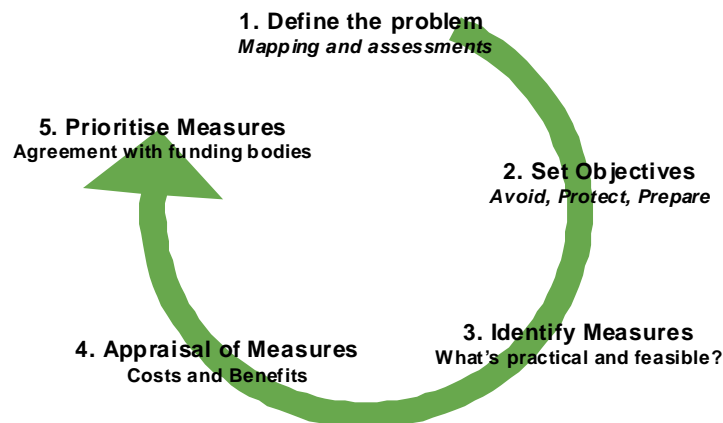 1. Define the problem
Mapping and assessments
2. Set Objectives
Avoid, Protect, Prepare
3. Identify Measures
What's practical and feasible?
4. Appraisal of Measures
Costs and Benefits
5. Prioritise Measures
Agreement with funding bodies